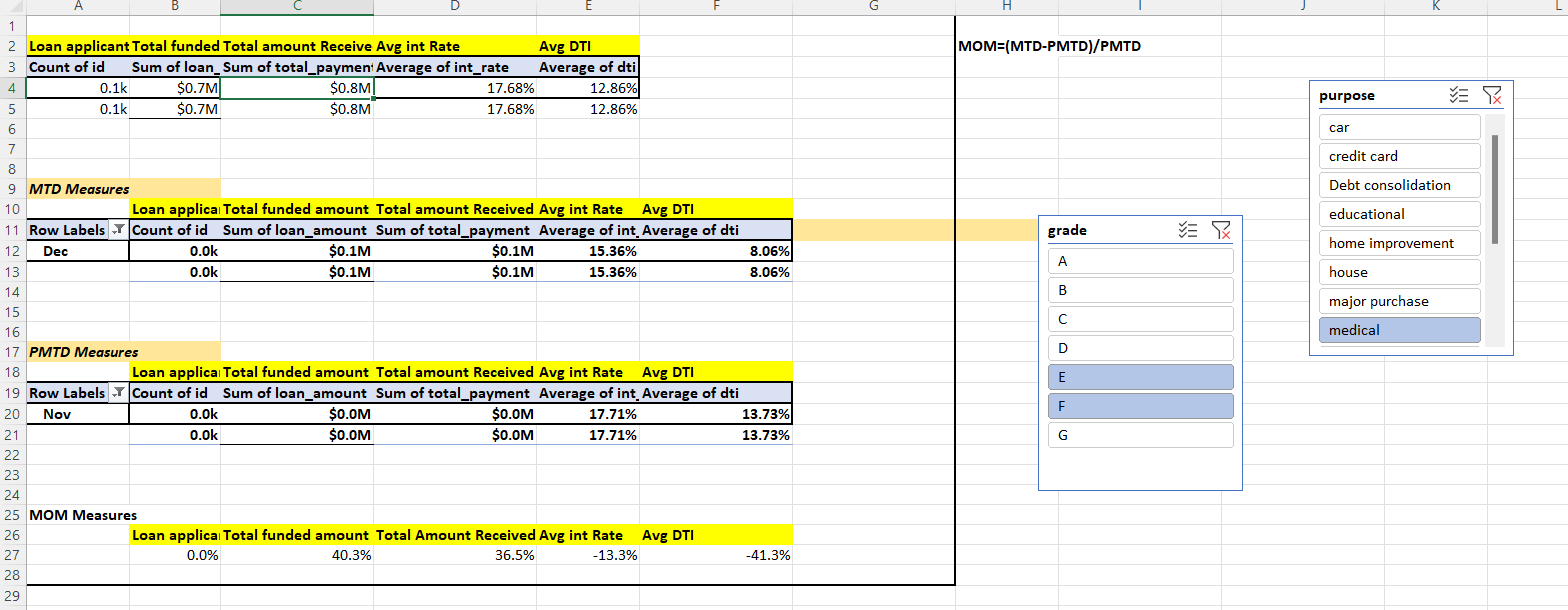 A B C D E F G H I J K L
1
2 Loan applicant Total funded Total amount Receive Avg int Rate Avg DTI MOM=(MTD-PMTD)/PMTD
3 Count of id Sum of loan_ Sum of total_payment Average of int_rate Average of dti
4 0.1k $0.7M $0.8M 17.68% 12.86%
5 0.1k $0.7M $0.8M 17.68% 12.86%
6
7
8
9 MTD Measures
10 Loan applica Total funded amount Total amount Received Avg int Rate Avg DTI
11 Row Labels Count of id Sum of loan_amount Sum of total_payment Average of int_ Average of dti
12 Dec 0.0k $0.1M $0.1M 15.36% 8.06%
13 0.0k $0.1M $0.1M 15.36% 8.06%
14
15
16
17 PMTD Measures
18 Loan applica Total funded amount Total amount Received Avg int Rate Avg DTI
19 Row Labels Count of id Sum of loan_amount Sum of total_payment Average of int_ Average of dti
20 Nov 0.0k $0.0M $0.0M 17.71% 13.73%
21 0.0k $0.0M $0.0M 17.71% 13.73%
22
23
24
25 MOM Measures
26 Loan applica Total funded amount Total Amount Received Avg int Rate Avg DTI
27 0.0% 40.3% 36.5% -13.3% -41.3%
28
29
grade
A
B
C
D
E
F
G
purpose
car
credit card
Debt consolidation
educational
home improvement
house
major purchase
medical